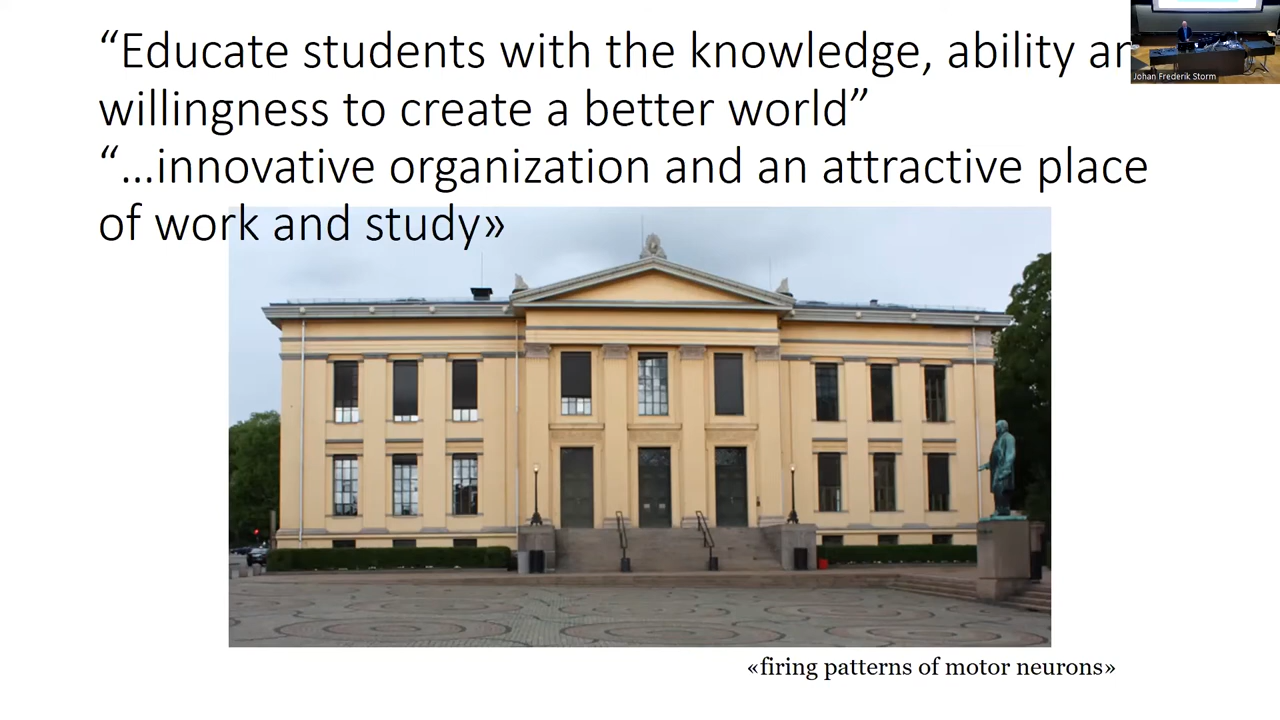 “Educate students with the knowledge, ability
willingness to create a better world”
“…innovative organization and an attractive place
of work and study»
Johan Frederik Storm
«firing patterns of motor neurons»